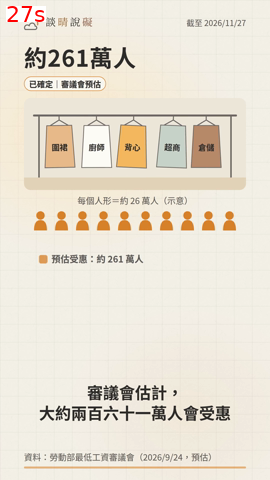 27s
談晴說礙
截至 2026/11/27
約261萬人
已確定｜審議會預估
圍裙
廚師
背心
超商
倉儲
每個人形＝約 26 萬人（示意）
預估受惠：約 261 萬人
審議會估計，
大約兩百六十一萬人會受惠
資料：勞動部最低工資審議會（2026/9/24，預估）